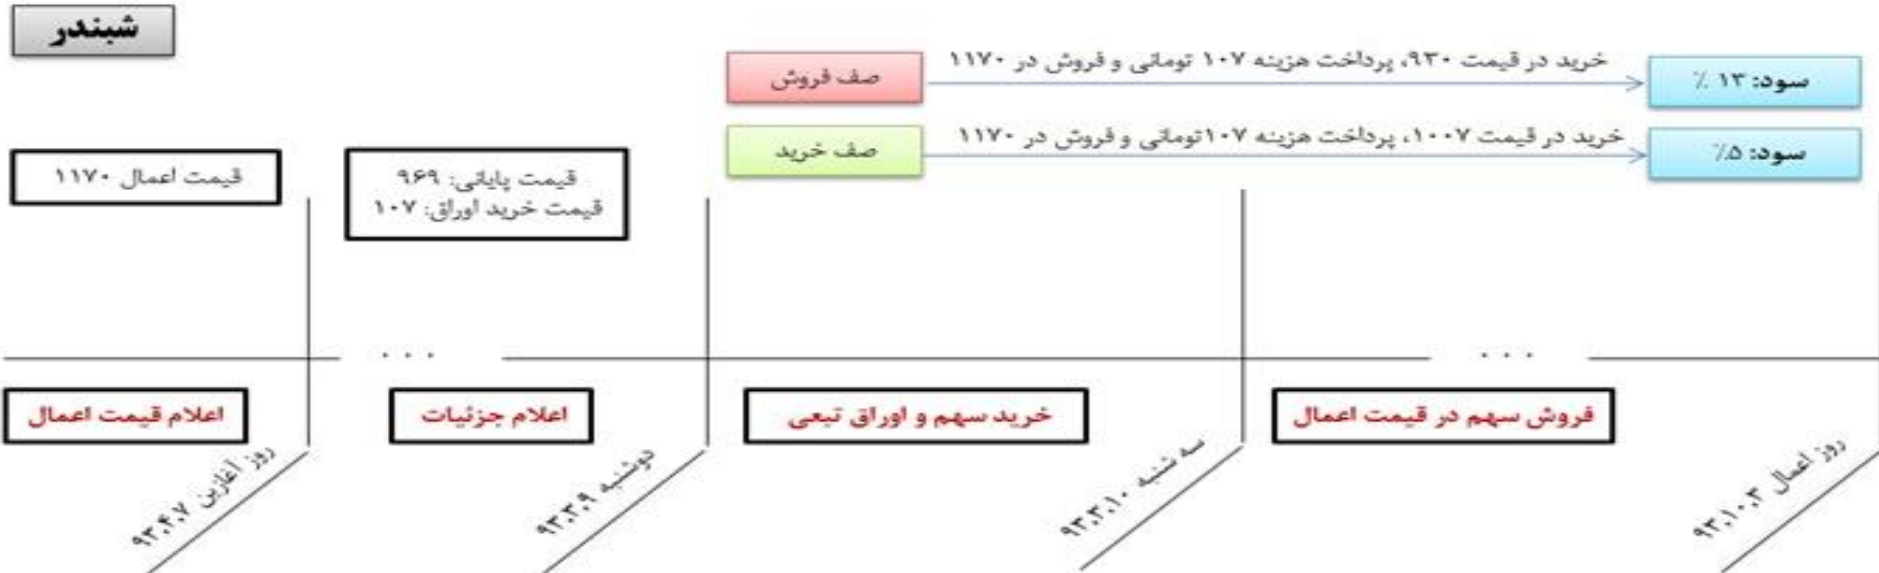 شبندر
صف فروش
خرید در قیمت ۹۳۰، پرداخت هزینه ۱۰۷ تومانی و فروش در ۱۱۷۰
سود: ۱۳ ٪
صف خرید
خرید در قیمت ۱۰۰۷، پرداخت هزینه ۱۰۷تومانی و فروش در ۱۱۷۰
سود: ۵٪
قیمت اعمال ۱۱۷۰
قیمت پایانی: ۹۶۹
قیمت خرید اوراق: ۱۰۷
. . .
. . .
اعلام قیمت اعمال
اعلام جزئیات
خرید سهم و اوراق تبعی
فروش سهم در قیمت اعمال
روز آغازین ۹۳,۴,۷
دوشنبه ۹۳,۳,۹
سه شنبه ۹۳,۳,۱۰
روز اعمال ۹۳,۱۰,۳